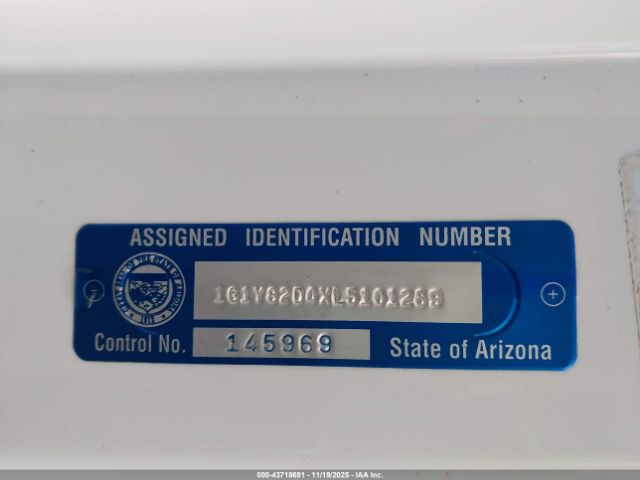 ASSIGNED IDENTIFICATION NUMBER
1G1Y82D4XL5101289
Control No. 145969 State of Arizona
000-43718691 - 11/19/2025 - IAA Inc.